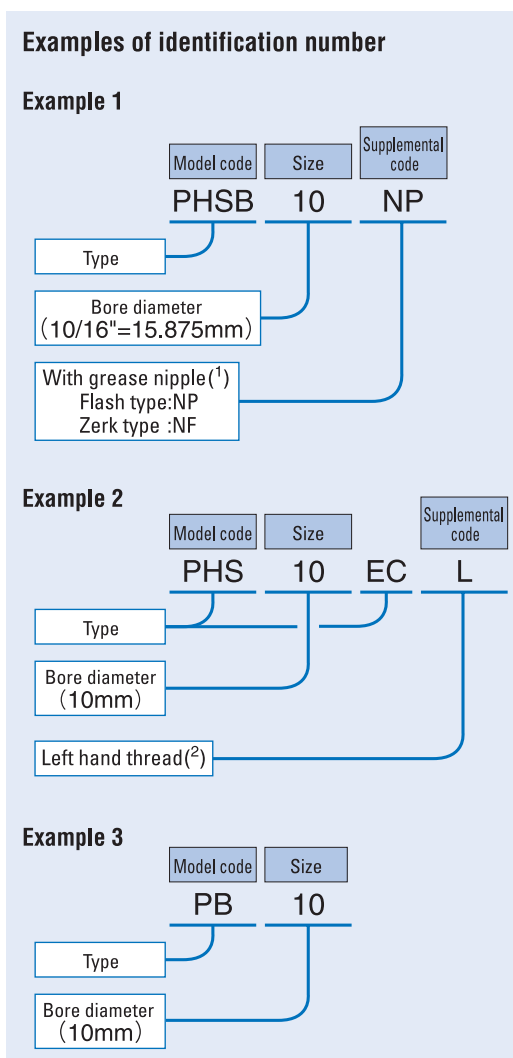 Examples of identification number
Example 1
Model code Size Supplemental code
PHSB 10 NP
Type
Bore diameter
（10/16"=15.875mm）
With grease nipple(¹)
Flash type:NP
Zerk type :NF
Example 2
Model code Size Supplemental code
PHS 10 EC L
Type
Bore diameter
（10mm）
Left hand thread(²)
Example 3
Model code Size
PB 10
Type
Bore diameter
（10mm）